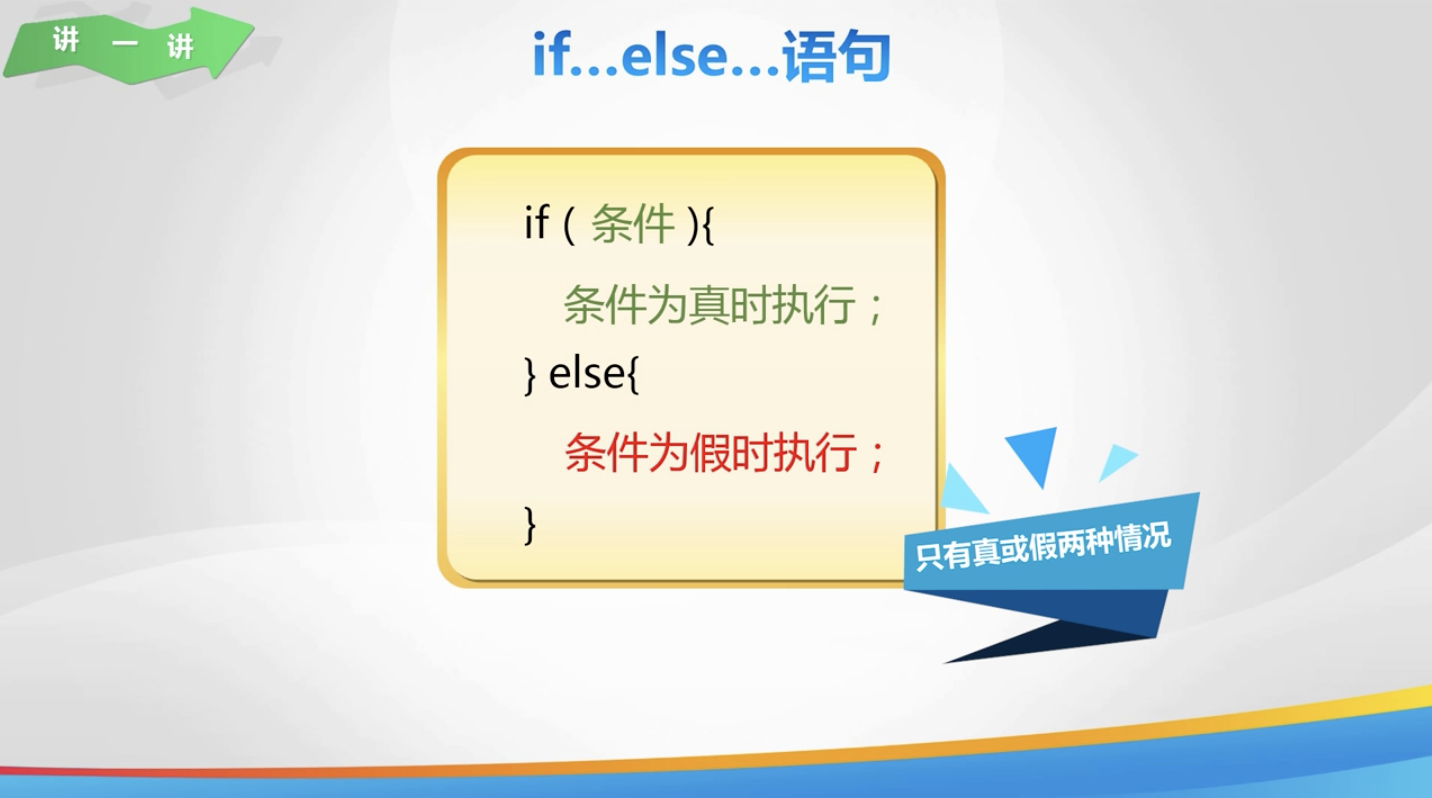 讲 一 讲
if...else...语句
if ( 条件 ){
条件为真时执行；
} else{
条件为假时执行；
}
只有真或假两种情况